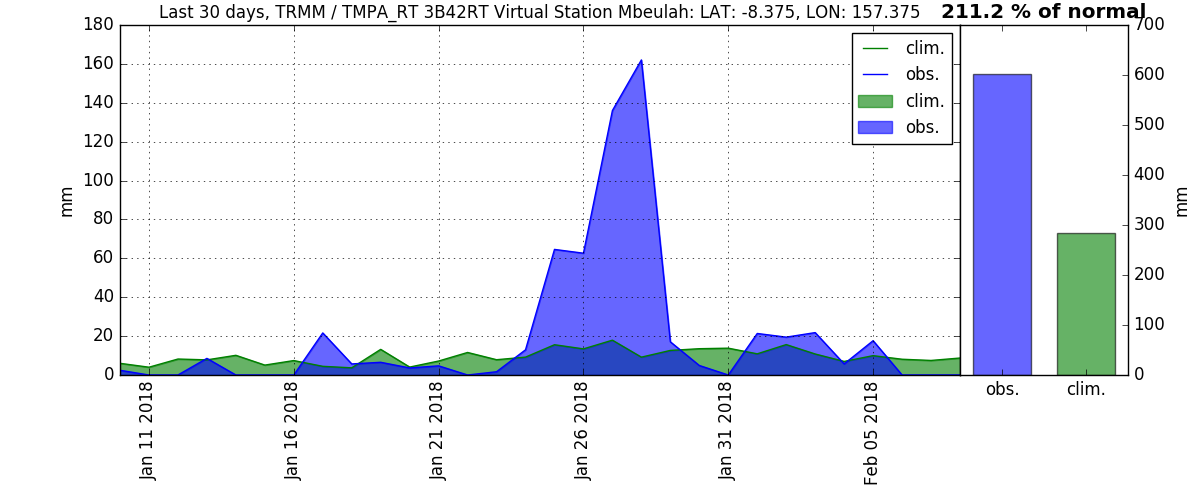 Last 30 days, TRMM / TMPA_RT 3B42RT Virtual Station Mbeulah: LAT: -8.375, LON: 157.375
211.2 % of normal
180
160
140
120
100
80
60
40
20
0
mm
clim.
obs.
clim.
obs.
Jan 11 2018
Jan 16 2018
Jan 21 2018
Jan 26 2018
Jan 31 2018
Feb 05 2018
700
600
500
400
300
200
100
0
mm
obs.
clim.